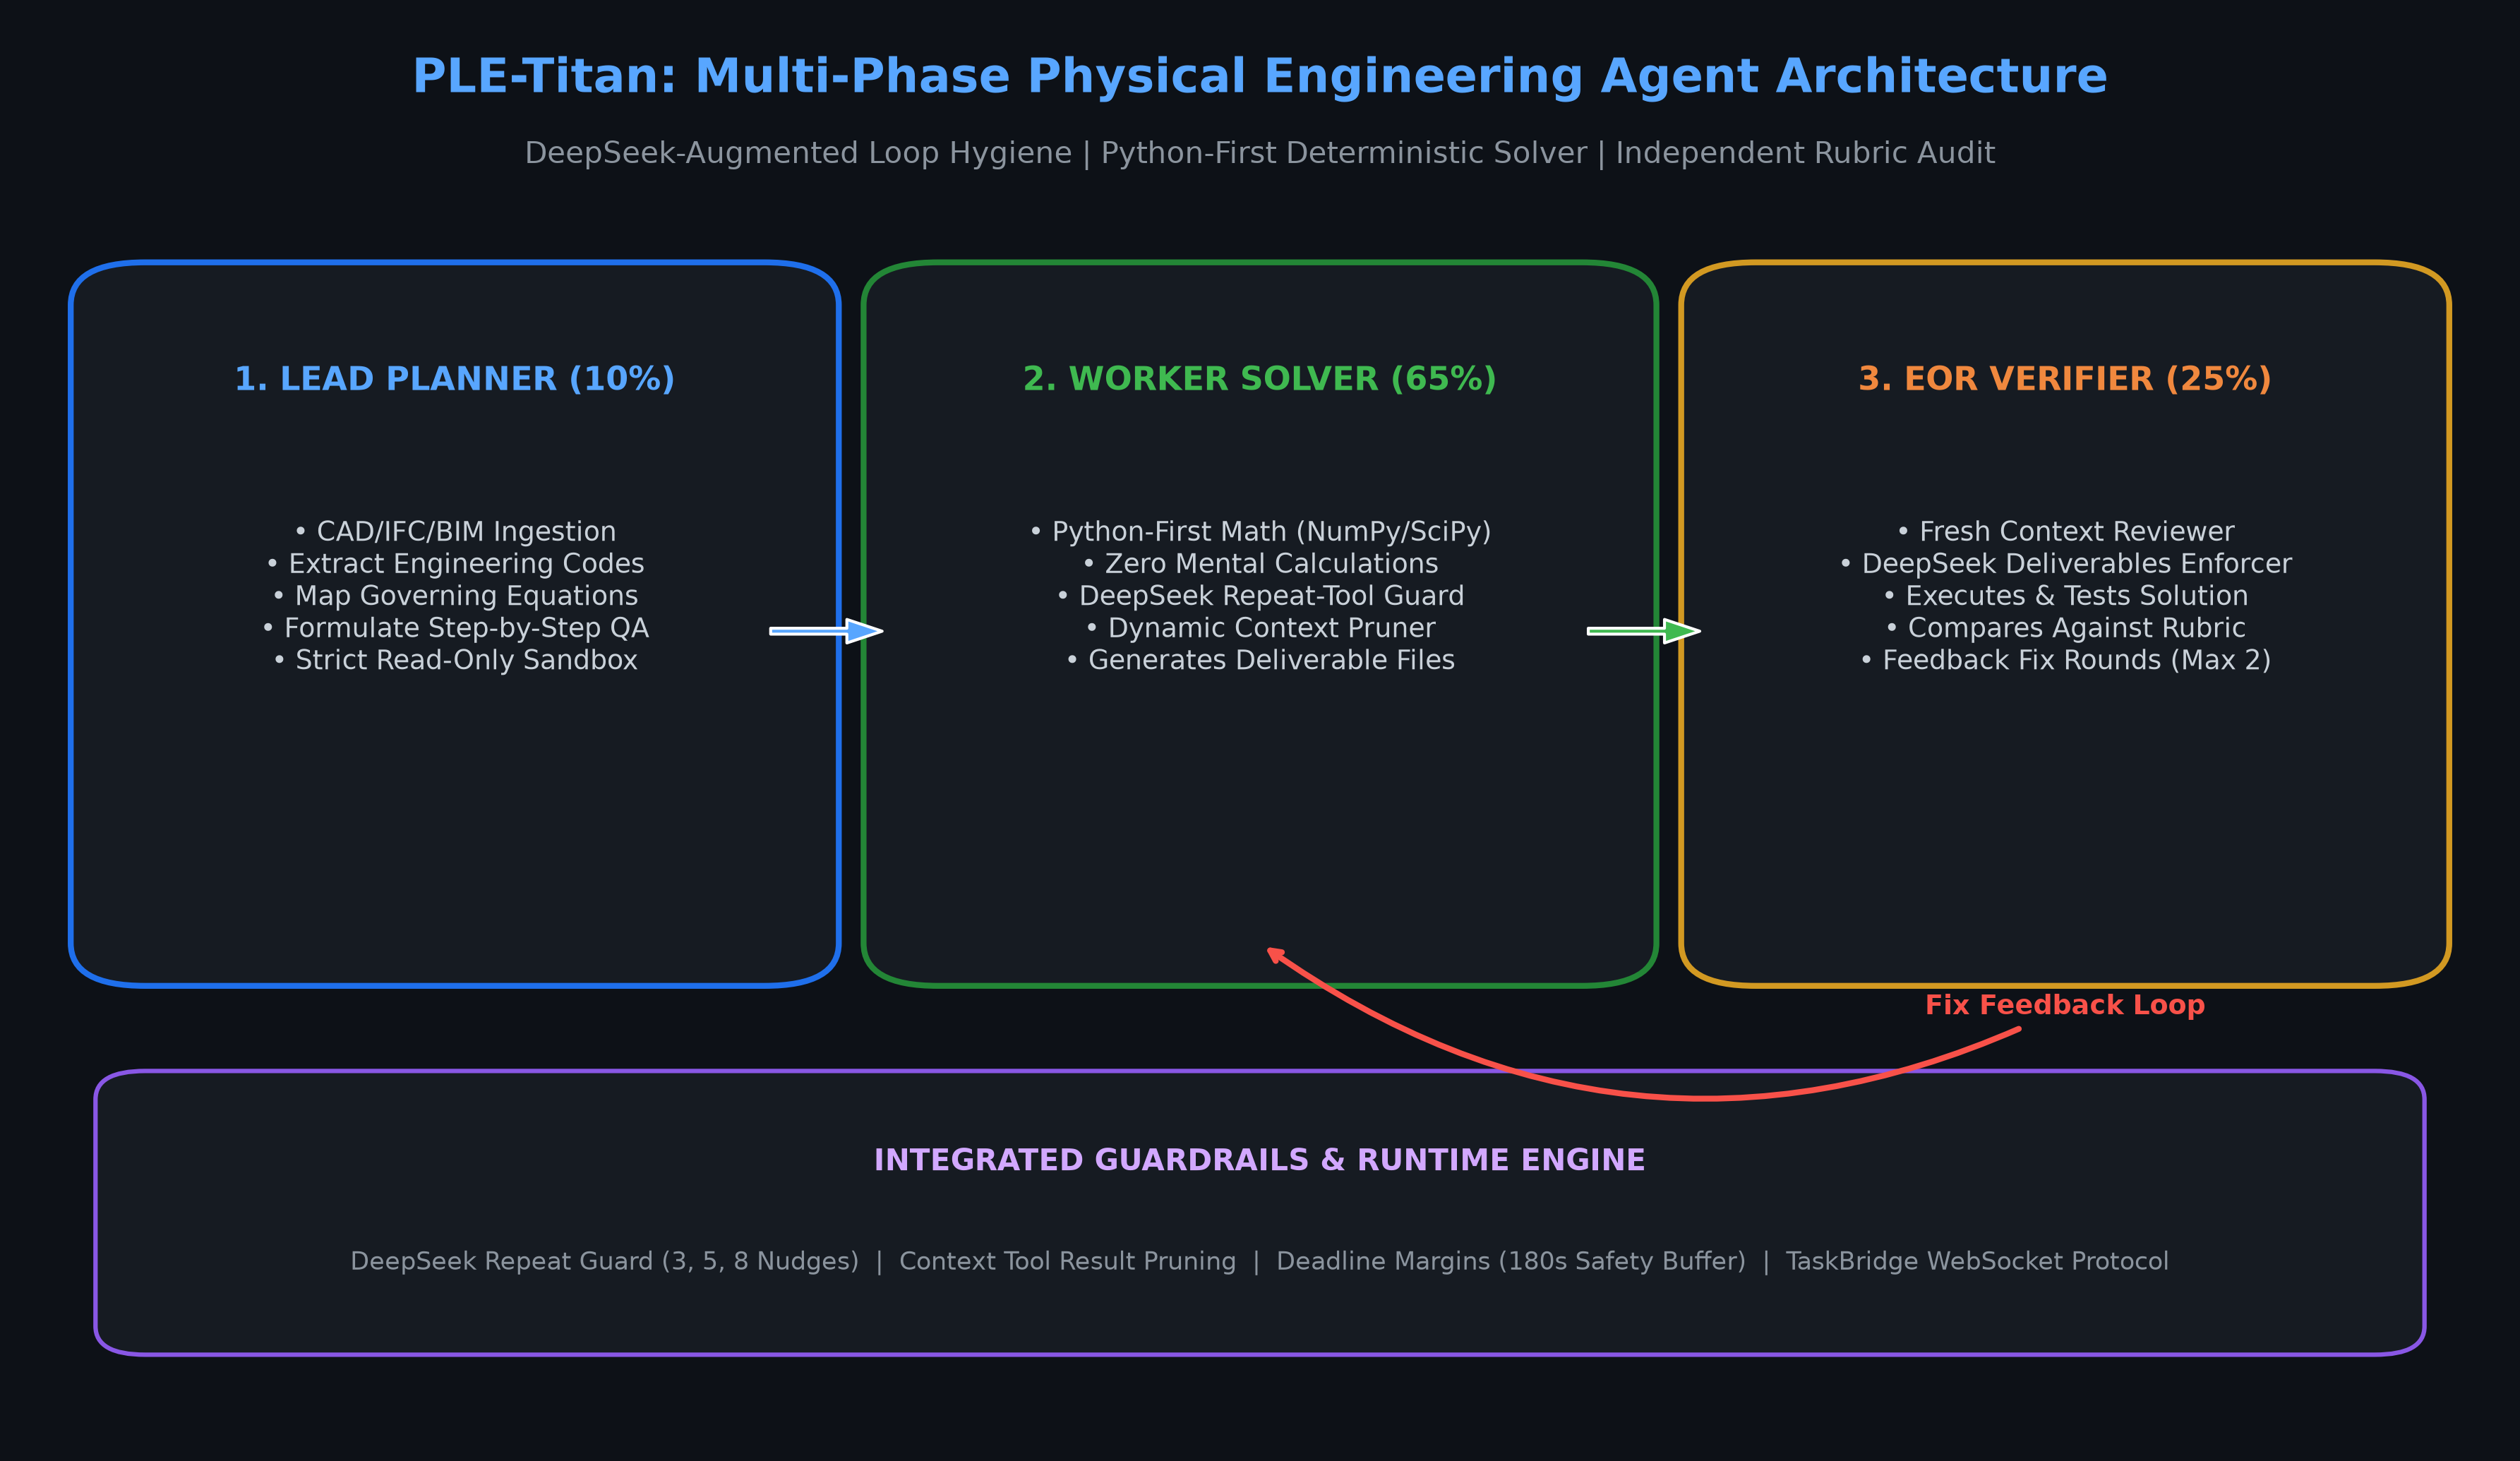 PLE-Titan: Multi-Phase Physical Engineering Agent Architecture
DeepSeek-Augmented Loop Hygiene | Python-First Deterministic Solver | Independent Rubric Audit
1. LEAD PLANNER (10%)
• CAD/IFC/BIM Ingestion
• Extract Engineering Codes
• Map Governing Equations
• Formulate Step-by-Step QA
• Strict Read-Only Sandbox
2. WORKER SOLVER (65%)
• Python-First Math (NumPy/SciPy)
• Zero Mental Calculations
• DeepSeek Repeat-Tool Guard
• Dynamic Context Pruner
• Generates Deliverable Files
3. EOR VERIFIER (25%)
• Fresh Context Reviewer
• DeepSeek Deliverables Enforcer
• Executes & Tests Solution
• Compares Against Rubric
• Feedback Fix Rounds (Max 2)
Fix Feedback Loop
INTEGRATED GUARDRAILS & RUNTIME ENGINE
DeepSeek Repeat Guard (3, 5, 8 Nudges) | Context Tool Result Pruning | Deadline Margins (180s Safety Buffer) | TaskBridge WebSocket Protocol